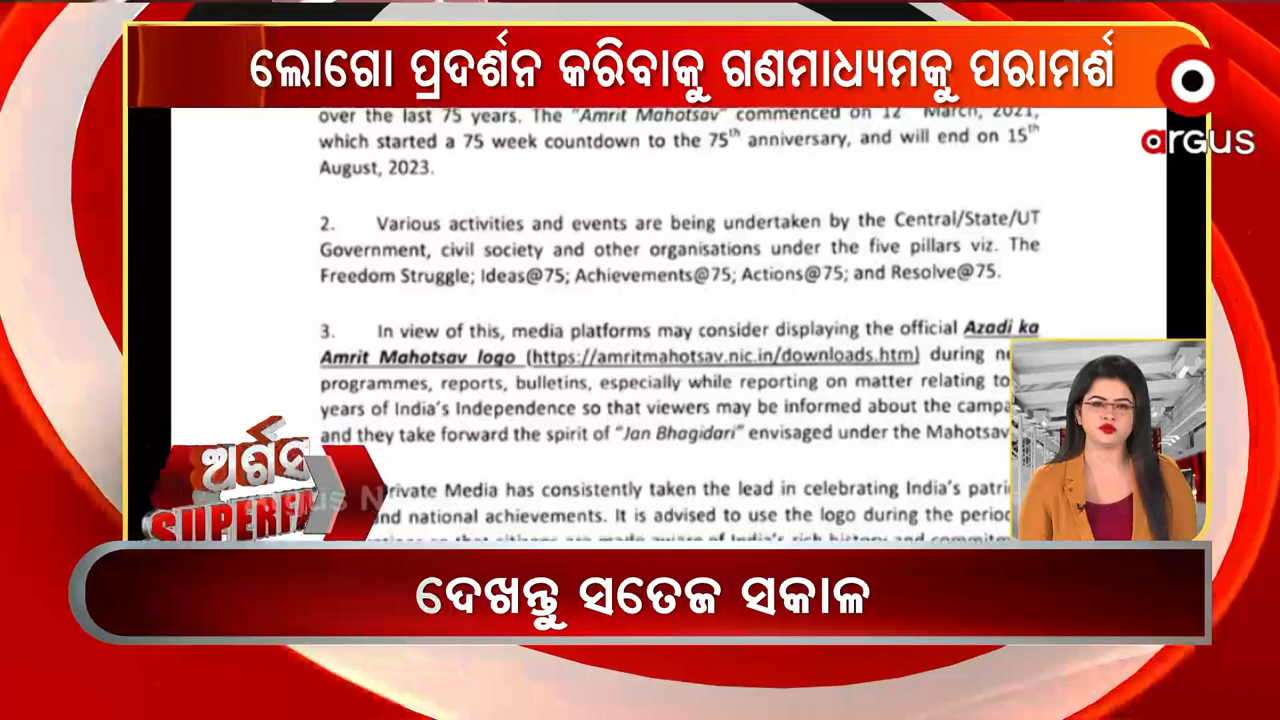 ଲୋଗୋ ପ୍ରଦର୍ଶନ କରିବାକୁ ଗଣମାଧ୍ୟମକୁ ପରାମର୍ଶ
argus
over the last 75 years. The "Amrit Mahotsav" commenced on 12th March, 2021,
which started a 75 week countdown to the 75th anniversary, and will end on 15th
August, 2023.
2. Various activities and events are being undertaken by the Central/State/UT
Government, civil society and other organisations under the five pillars viz. The
Freedom Struggle; Ideas@75; Achievements@75; Actions@75; and Resolve@75.
3. In view of this, media platforms may consider displaying the official Azadi ka
Amrit Mahotsav logo (https://amritmahotsav.nic.in/downloads.htm) during
programmes, reports, bulletins, especially while reporting on matter relating to
years of India's Independence so that viewers may be informed about the
and they take forward the spirit of "Jan Bhagidari" envisaged under the Mahotsav
rivate Media has consistently taken the lead in celebrating India's
nd national achievements. It is advised to use the logo during the
ଅର୍ଗସ
SUPERFA
ଦେଖନ୍ତୁ ସତେଜ ସକାଳ